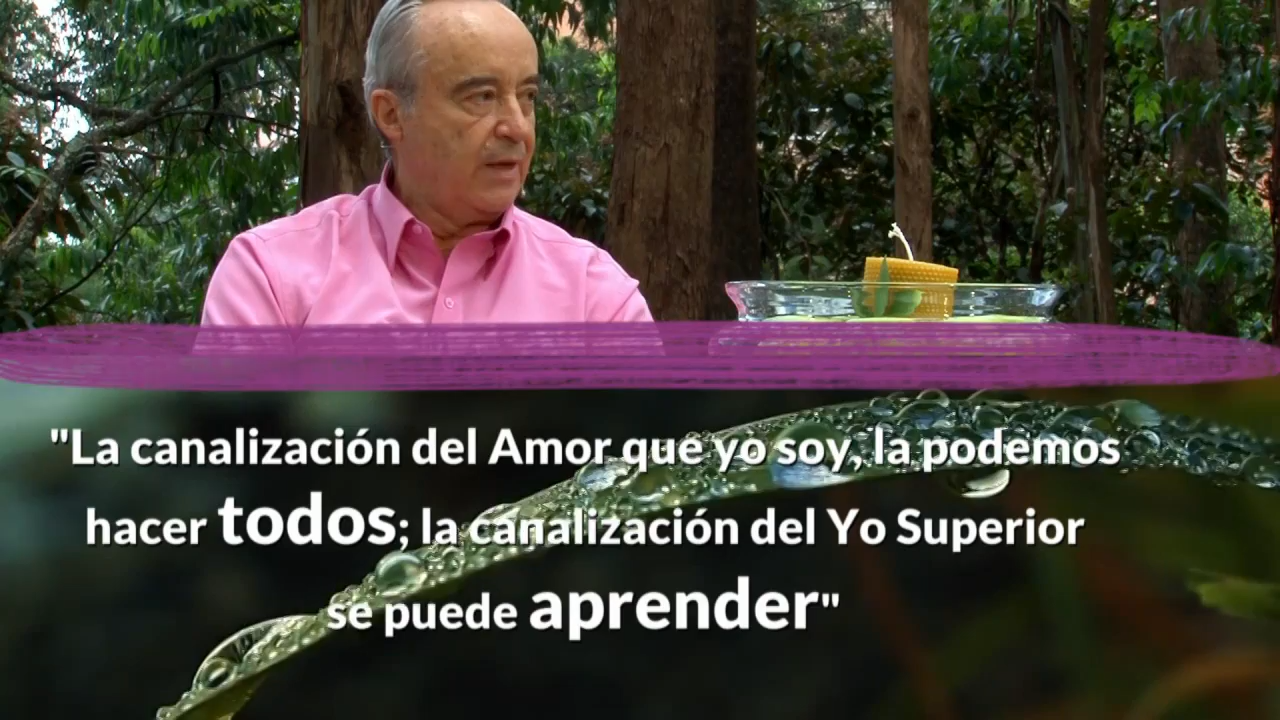 "La canalización del Amor que yo soy, la podemos
hacer todos; la canalización del Yo Superior
se puede aprender"